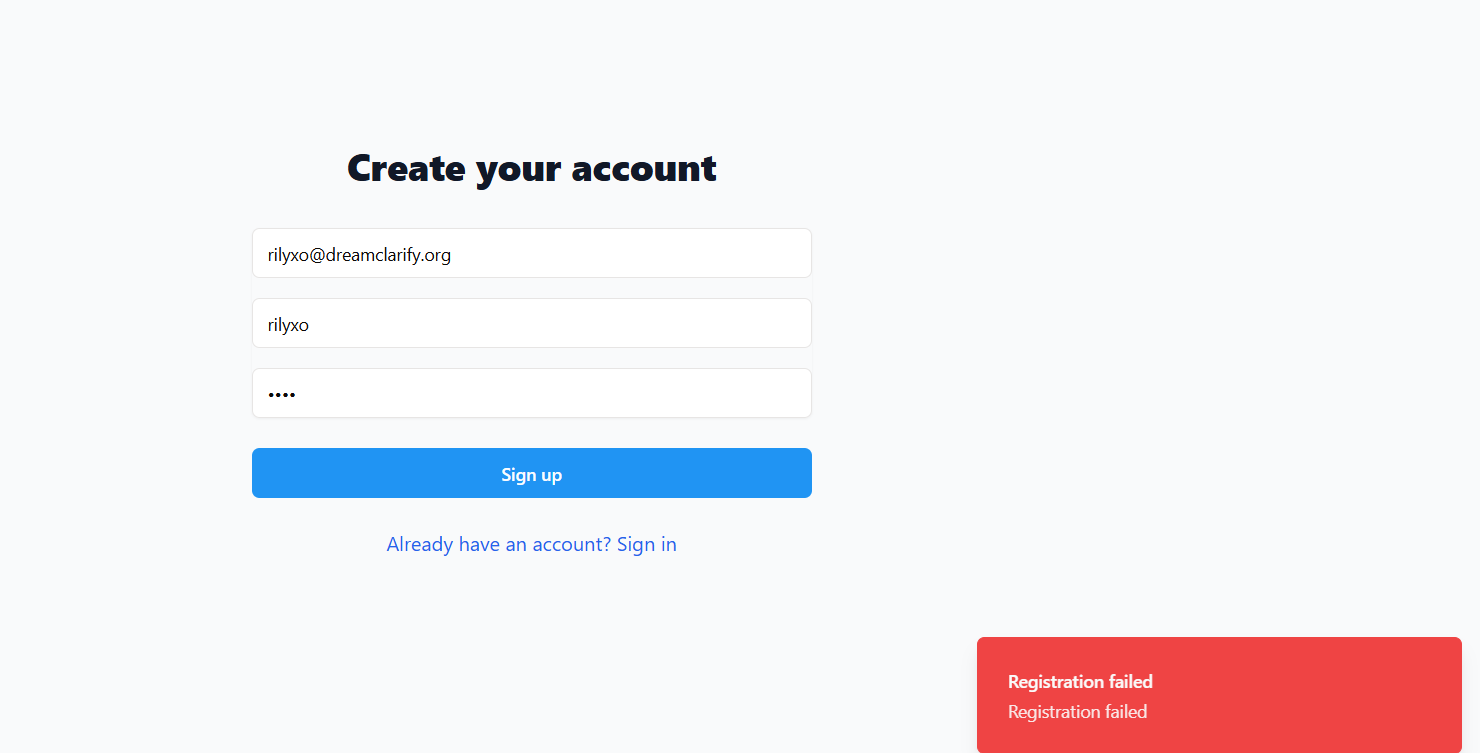 Create your account
rilyxo@dreamclarify.org
rilyxo
••••
Sign up
Already have an account? Sign in
Registration failed
Registration failed